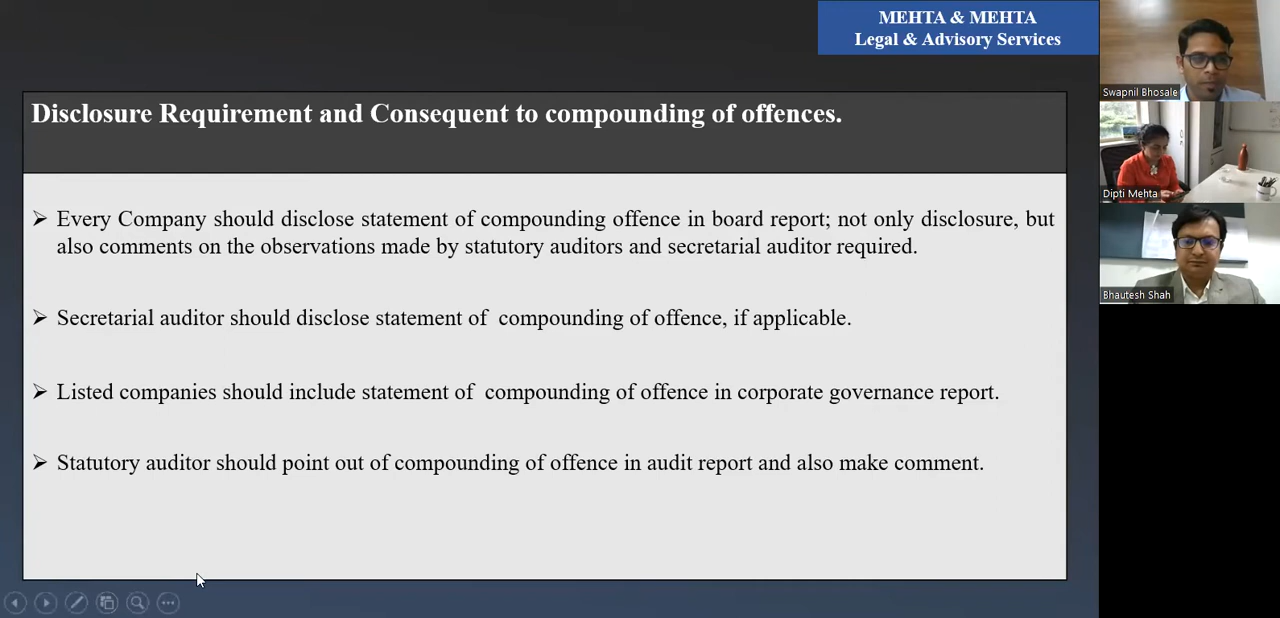 MEHTA & MEHTA
Legal & Advisory Services
Disclosure Requirement and Consequent to compounding of offences.
➢ Every Company should disclose statement of compounding offence in board report; not only disclosure, but
also comments on the observations made by statutory auditors and secretarial auditor required.
➢ Secretarial auditor should disclose statement of compounding of offence, if applicable.
➢ Listed companies should include statement of compounding of offence in corporate governance report.
➢ Statutory auditor should point out of compounding of offence in audit report and also make comment.
Swapnil Bhosale
Dipti Mehta
Bhautesh Shah